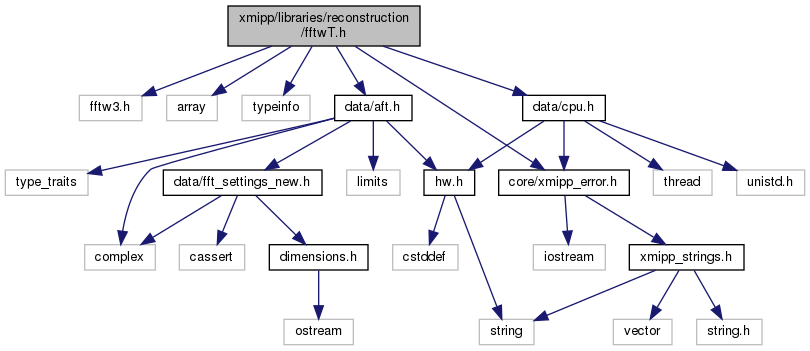 xmipp/libraries/reconstruction
/fftwT.h
fftw3.h
array
typeinfo
data/aft.h
data/cpu.h
type_traits
data/fft_settings_new.h
limits
hw.h
core/xmipp_error.h
thread
unistd.h
complex
cassert
dimensions.h
cstddef
iostream
xmipp_strings.h
ostream
string
vector
string.h